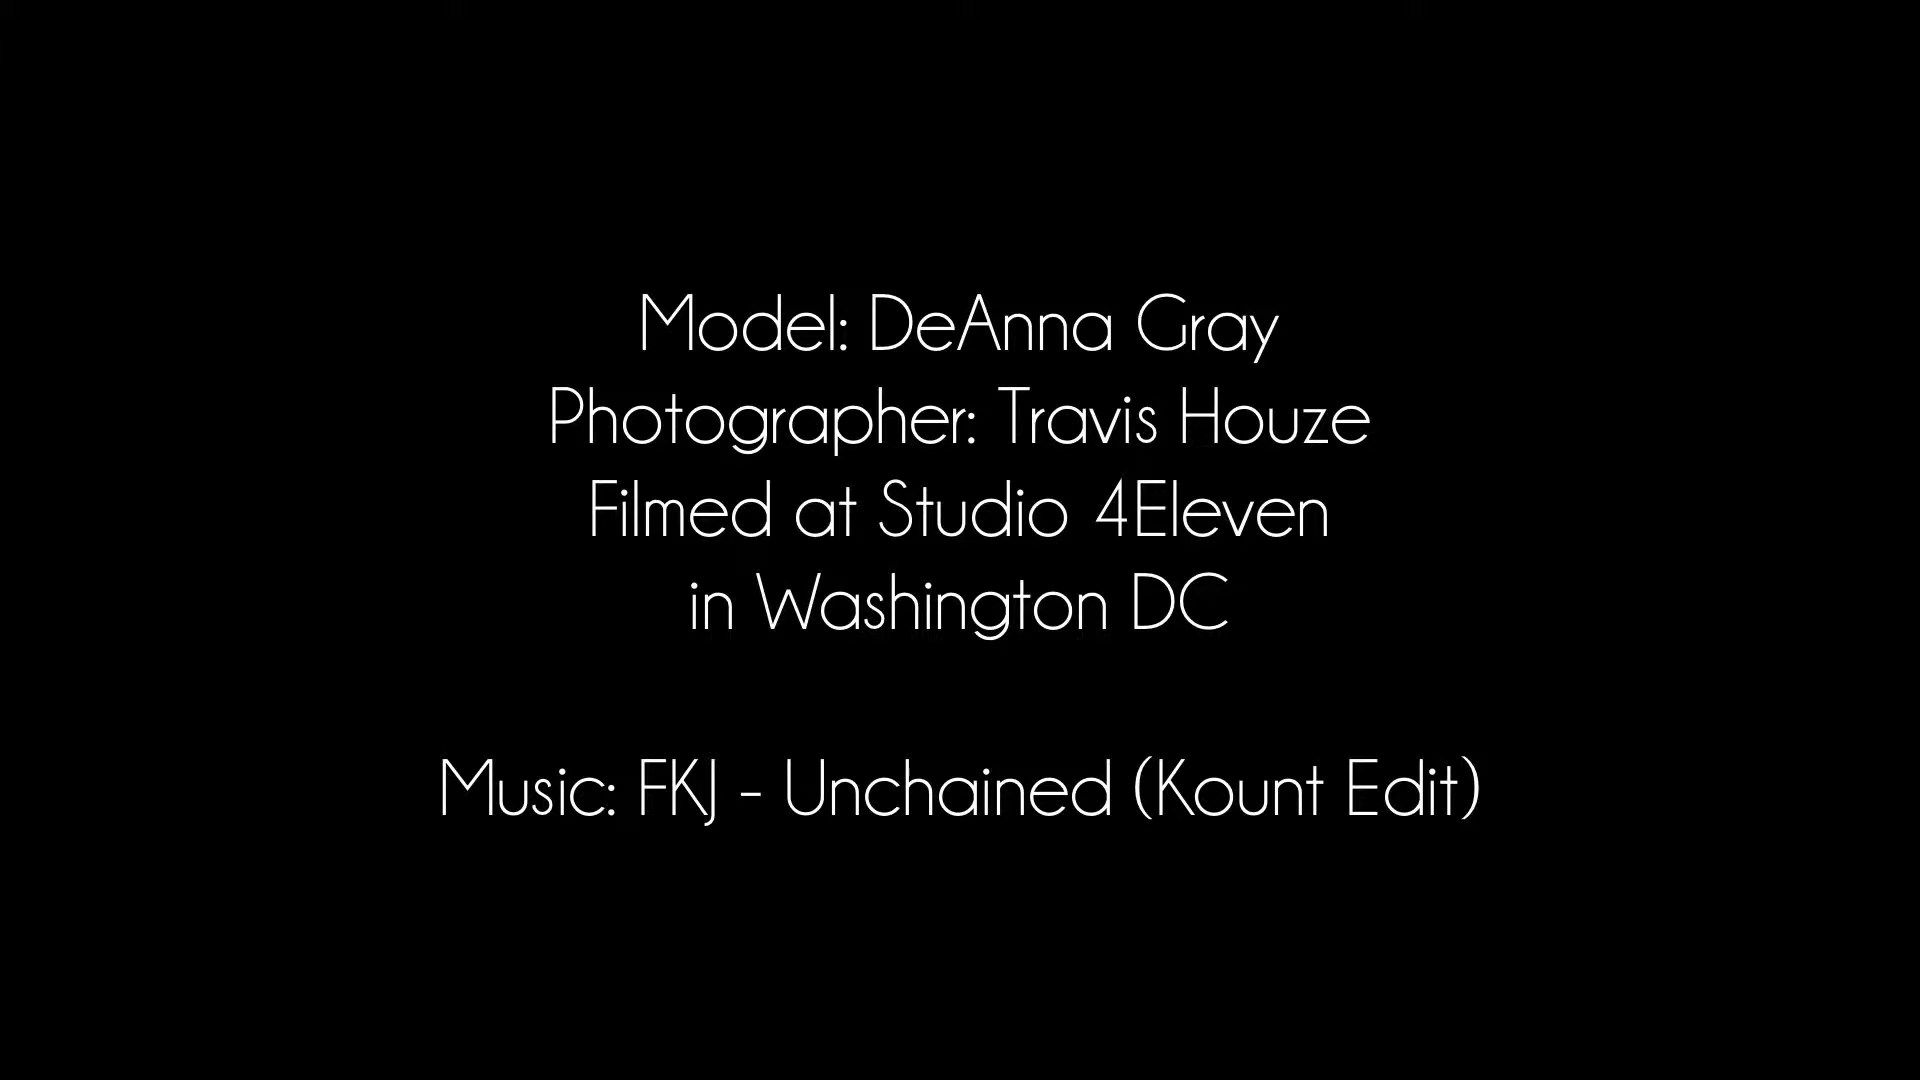 Model: DeAnna Gray
Photographer: Travis Houze
Filmed at Studio 4Eleven
in Washington DC
Music: FKJ - Unchained (Kount Edit)